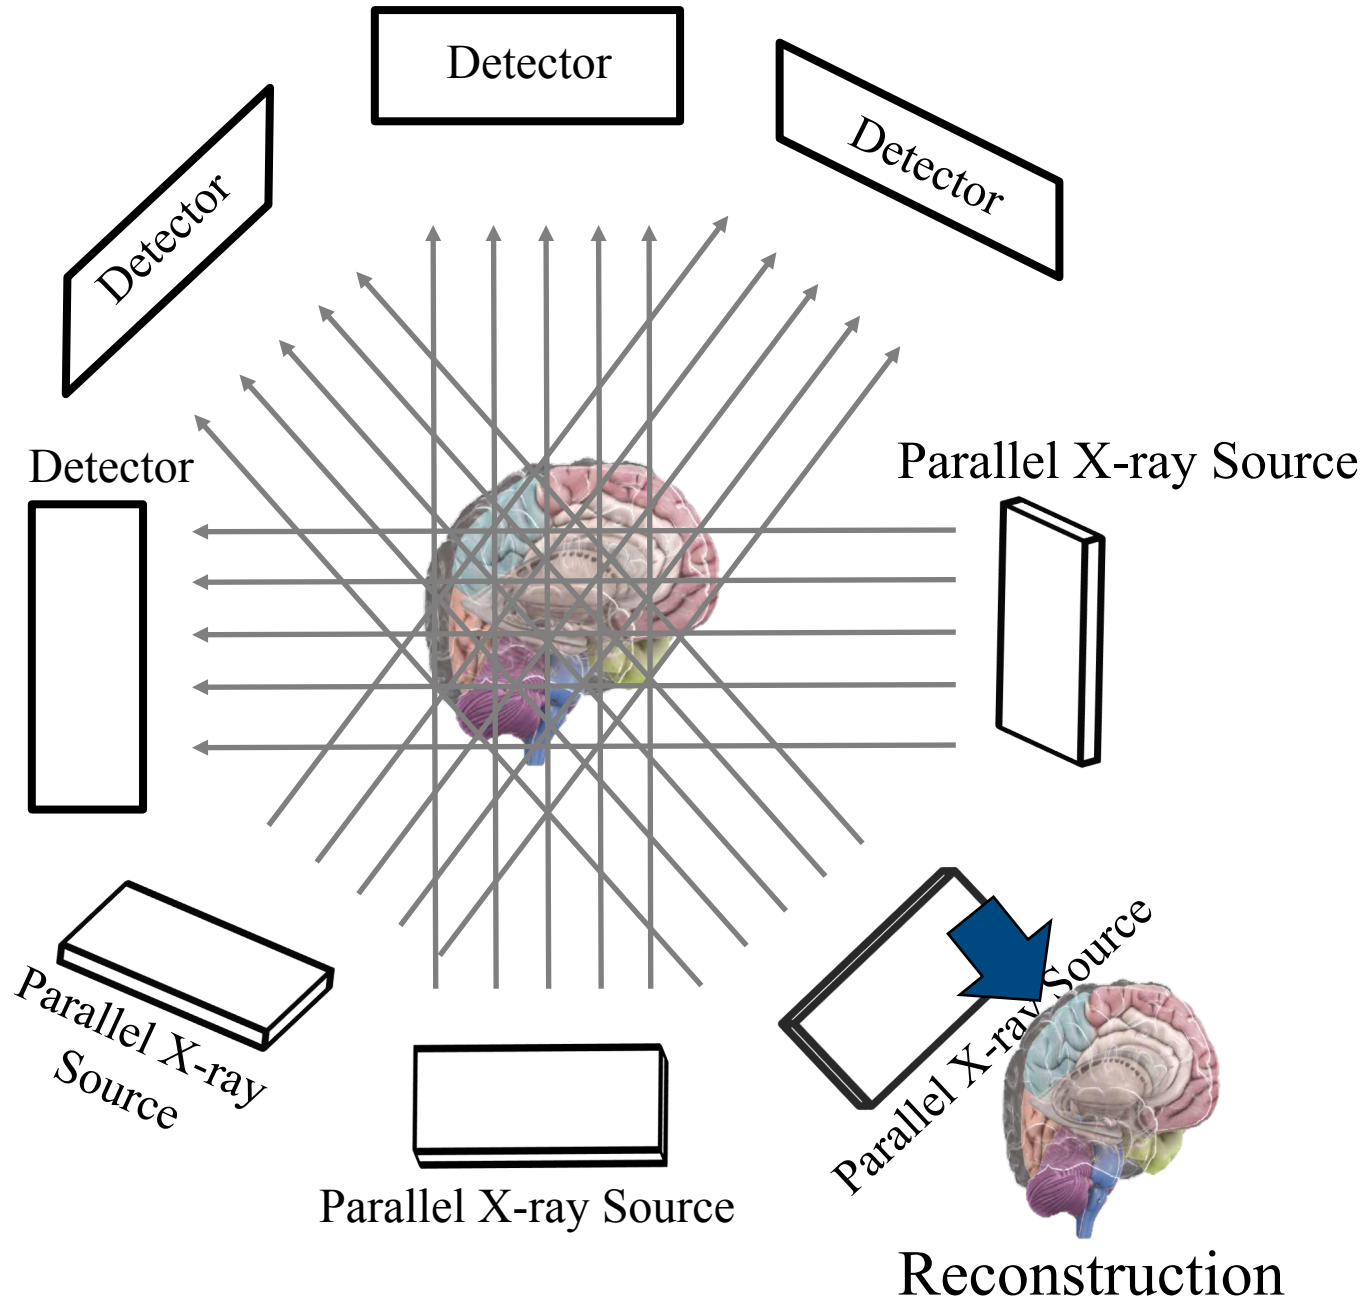 Detector
Detector
Detector
Detector
Parallel X-ray Source
Parallel X-ray Source
Parallel X-ray
Source
Parallel X-ray Source
Reconstruction